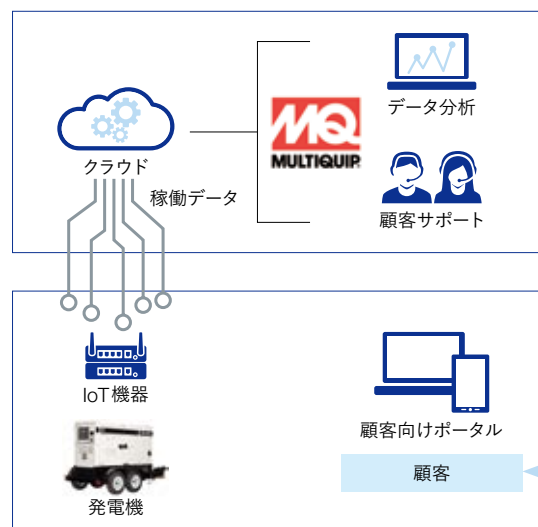 データ分析
MQ
MULTIQUIP
クラウド
稼働データ
顧客サポート
IoT機器
顧客向けポータル
顧客
発電機